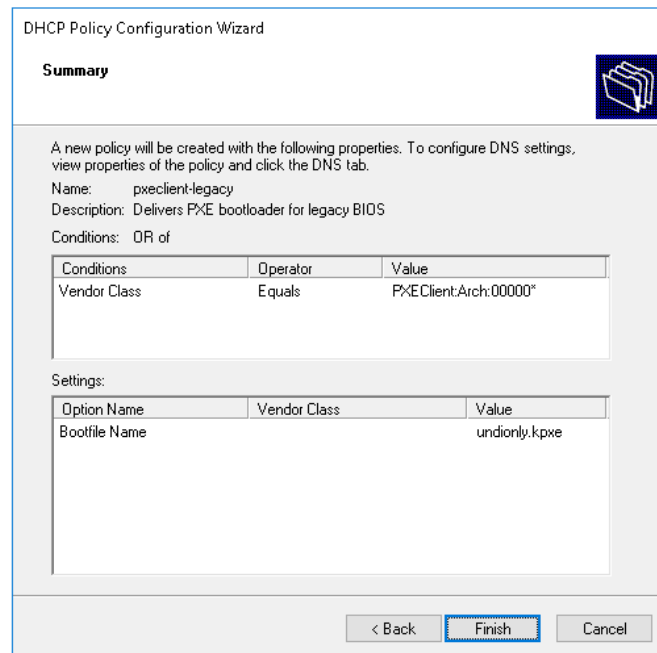 DHCP Policy Configuration Wizard
Summary
A new policy will be created with the following properties. To configure DNS settings,
view properties of the policy and click the DNS tab.
Name: pxeclient-legacy
Description: Delivers PXE bootloader for legacy BIOS
Conditions: OR of
Conditions Operator Value
Vendor Class Equals PXEClient:Arch:00000*
Settings:
Option Name Vendor Class Value
Bootfile Name undionly.kpxe
< Back Finish Cancel